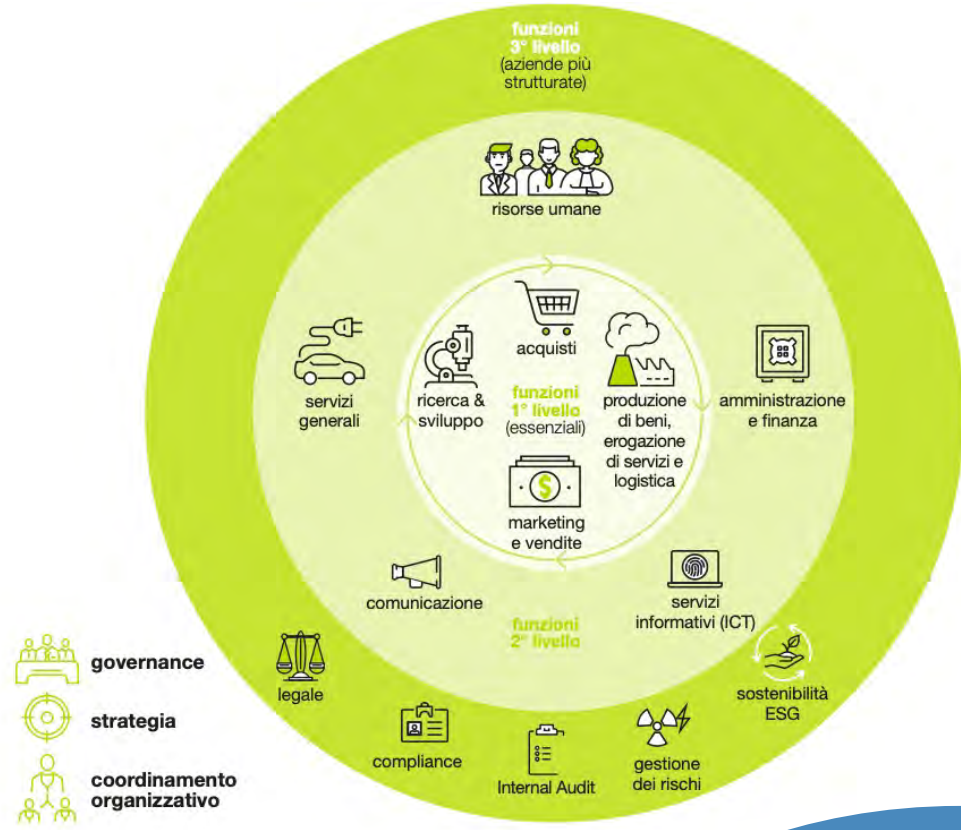 funzioni
3° livello
(aziende più
strutturate)
risorse umane
acquisti
servizi
generali
ricerca &
sviluppo
funzioni
1° livello
(essenziali)
produzione
di beni,
erogazione
di servizi e
logistica
amministrazione
e finanza
marketing
e vendite
comunicazione
servizi
informativi (ICT)
funzioni
2° livello
governance
legale
sostenibilità
ESG
strategia
compliance
Internal Audit
gestione
dei rischi
coordinamento
organizzativo